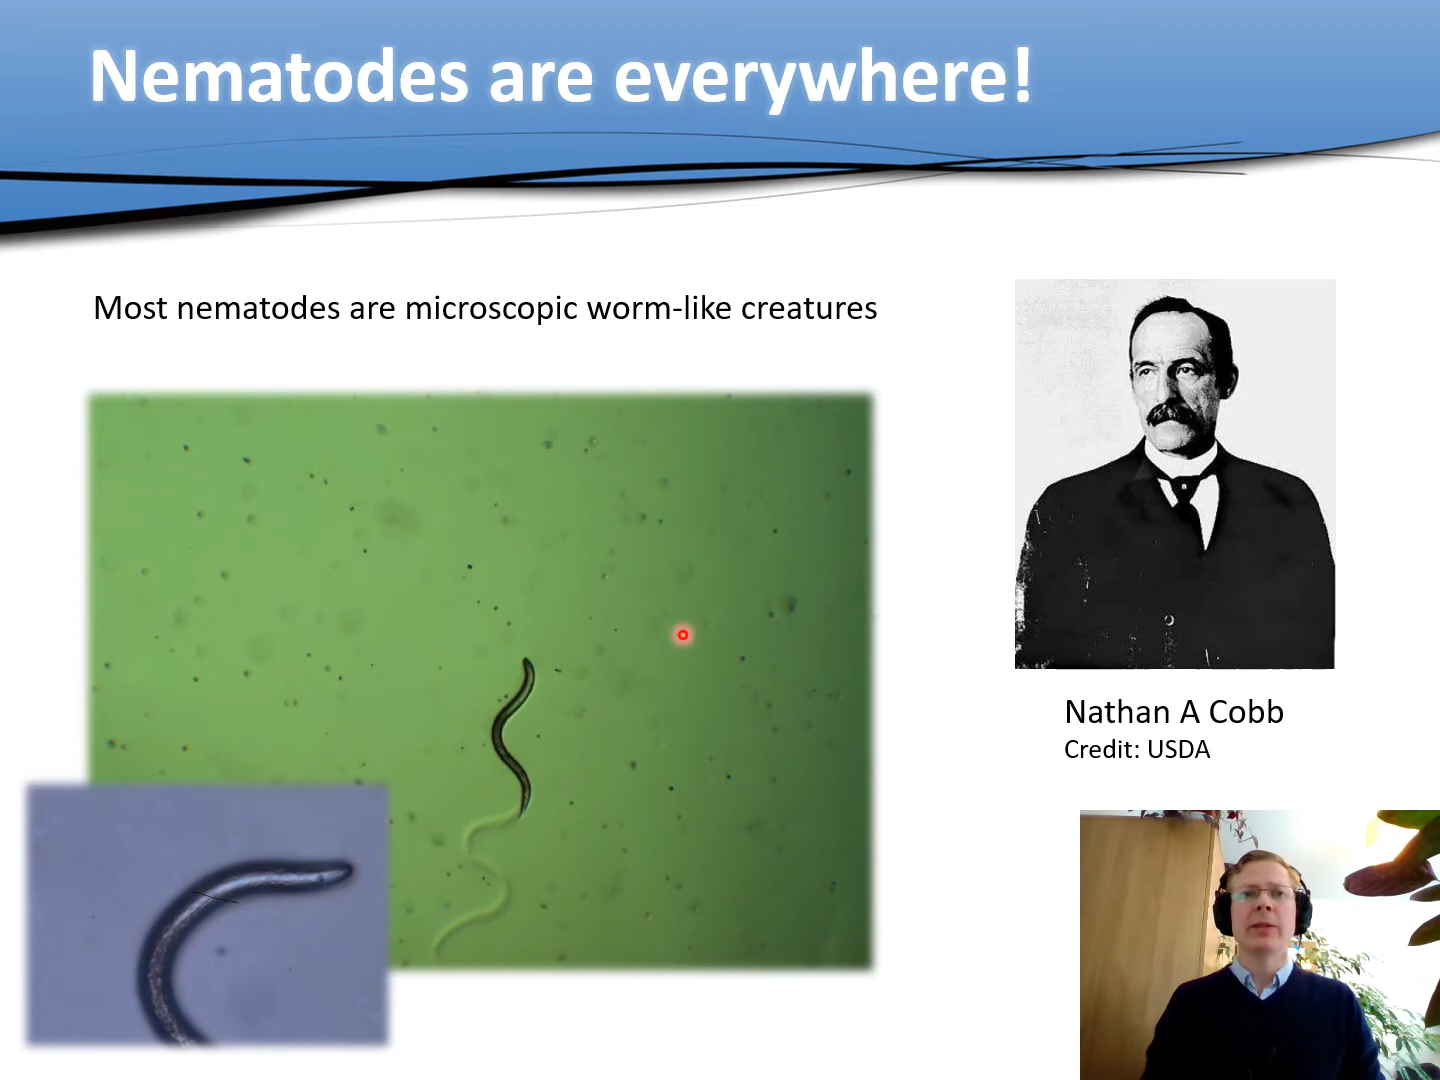 Nematodes are everywhere!
Most nematodes are microscopic worm-like creatures
Nathan A Cobb
Credit: USDA